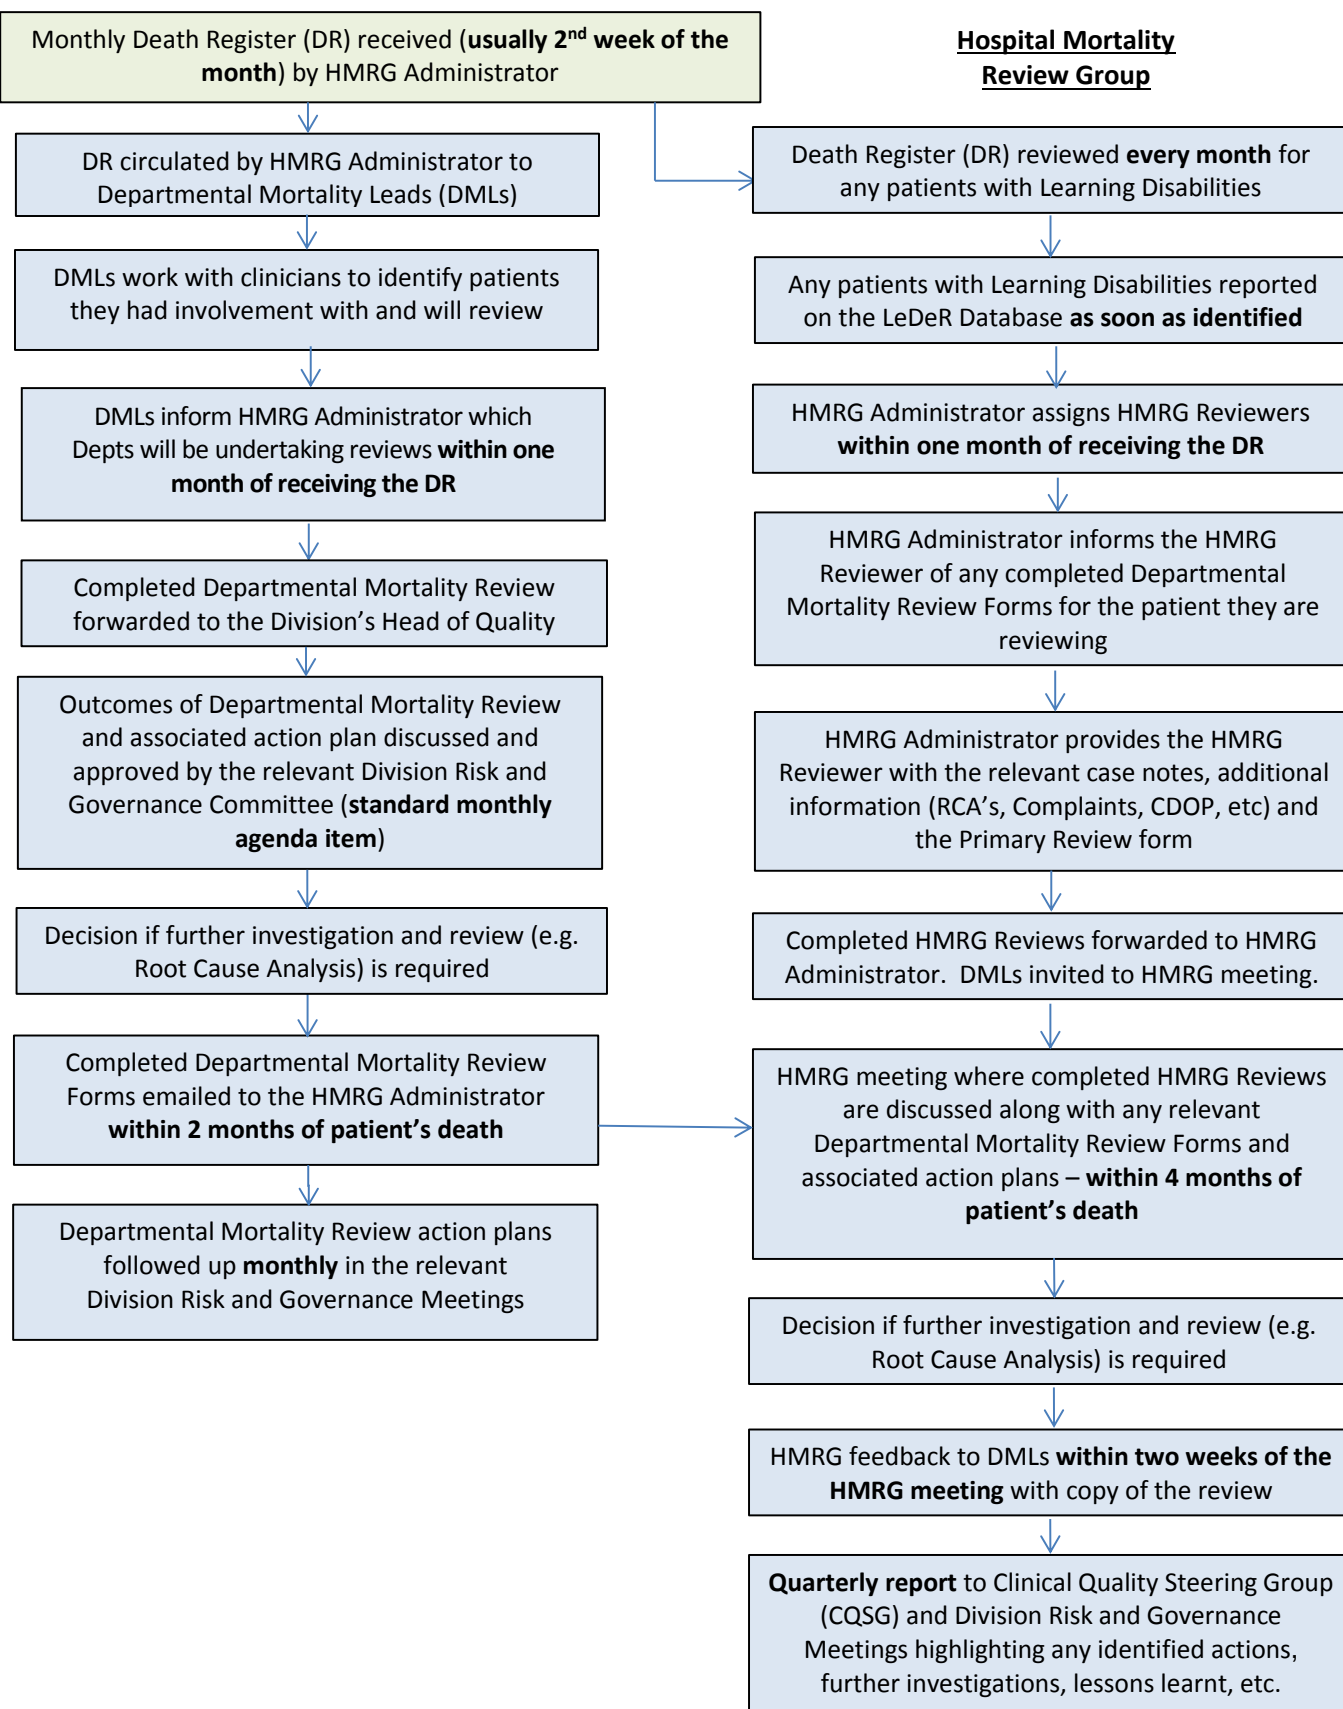 Monthly Death Register (DR) received (usually 2nd week of the
month) by HMRG Administrator
DR circulated by HMRG Administrator to
Departmental Mortality Leads (DMLs)
DMLs work with clinicians to identify patients
they had involvement with and will review
DMLs inform HMRG Administrator which
Depts will be undertaking reviews within one
month of receiving the DR
Completed Departmental Mortality Review
forwarded to the Division’s Head of Quality
Outcomes of Departmental Mortality Review
and associated action plan discussed and
approved by the relevant Division Risk and
Governance Committee (standard monthly
agenda item)
Decision if further investigation and review (e.g.
Root Cause Analysis) is required
Completed Departmental Mortality Review
Forms emailed to the HMRG Administrator
within 2 months of patient’s death
Departmental Mortality Review action plans
followed up monthly in the relevant
Division Risk and Governance Meetings
Hospital Mortality
Review Group
Death Register (DR) reviewed every month for
any patients with Learning Disabilities
Any patients with Learning Disabilities reported
on the LeDeR Database as soon as identified
HMRG Administrator assigns HMRG Reviewers
within one month of receiving the DR
HMRG Administrator informs the HMRG
Reviewer of any completed Departmental
Mortality Review Forms for the patient they are
reviewing
HMRG Administrator provides the HMRG
Reviewer with the relevant case notes, additional
information (RCA’s, Complaints, CDOP, etc) and
the Primary Review form
Completed HMRG Reviews forwarded to HMRG
Administrator.  DMLs invited to HMRG meeting.
HMRG meeting where completed HMRG Reviews
are discussed along with any relevant
Departmental Mortality Review Forms and
associated action plans – within 4 months of
patient’s death
Decision if further investigation and review (e.g.
Root Cause Analysis) is required
HMRG feedback to DMLs within two weeks of the
HMRG meeting with copy of the review
Quarterly report to Clinical Quality Steering Group
(CQSG) and Division Risk and Governance
Meetings highlighting any identified actions,
further investigations, lessons learnt, etc.